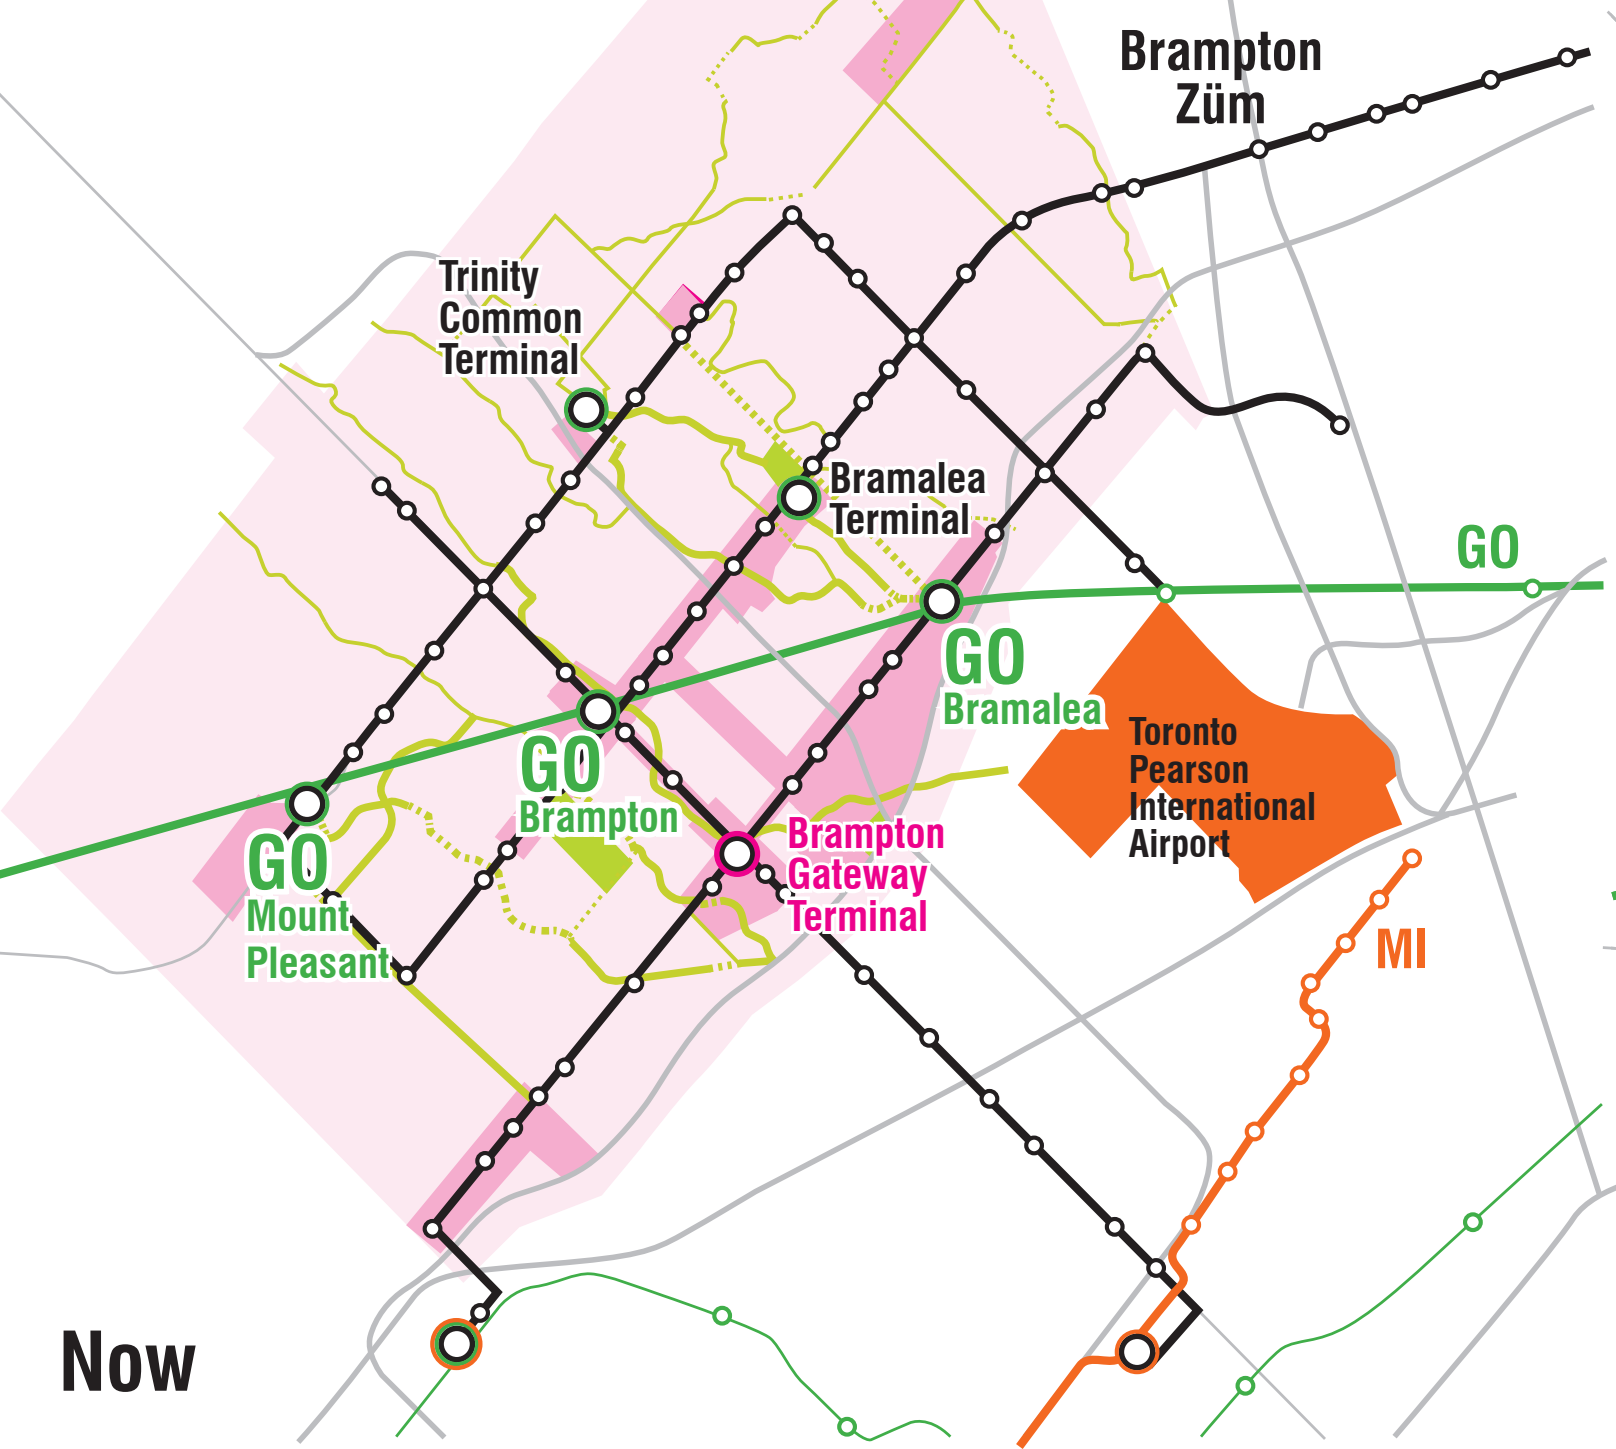 Brampton
Züm
Trinity
Common
Terminal
Bramalea
Terminal
GO
GO
Bramalea
Toronto
Pearson
International
Airport
GO
Brampton
Brampton
Gateway
Terminal
GO
Mount
Pleasant
MI
Now